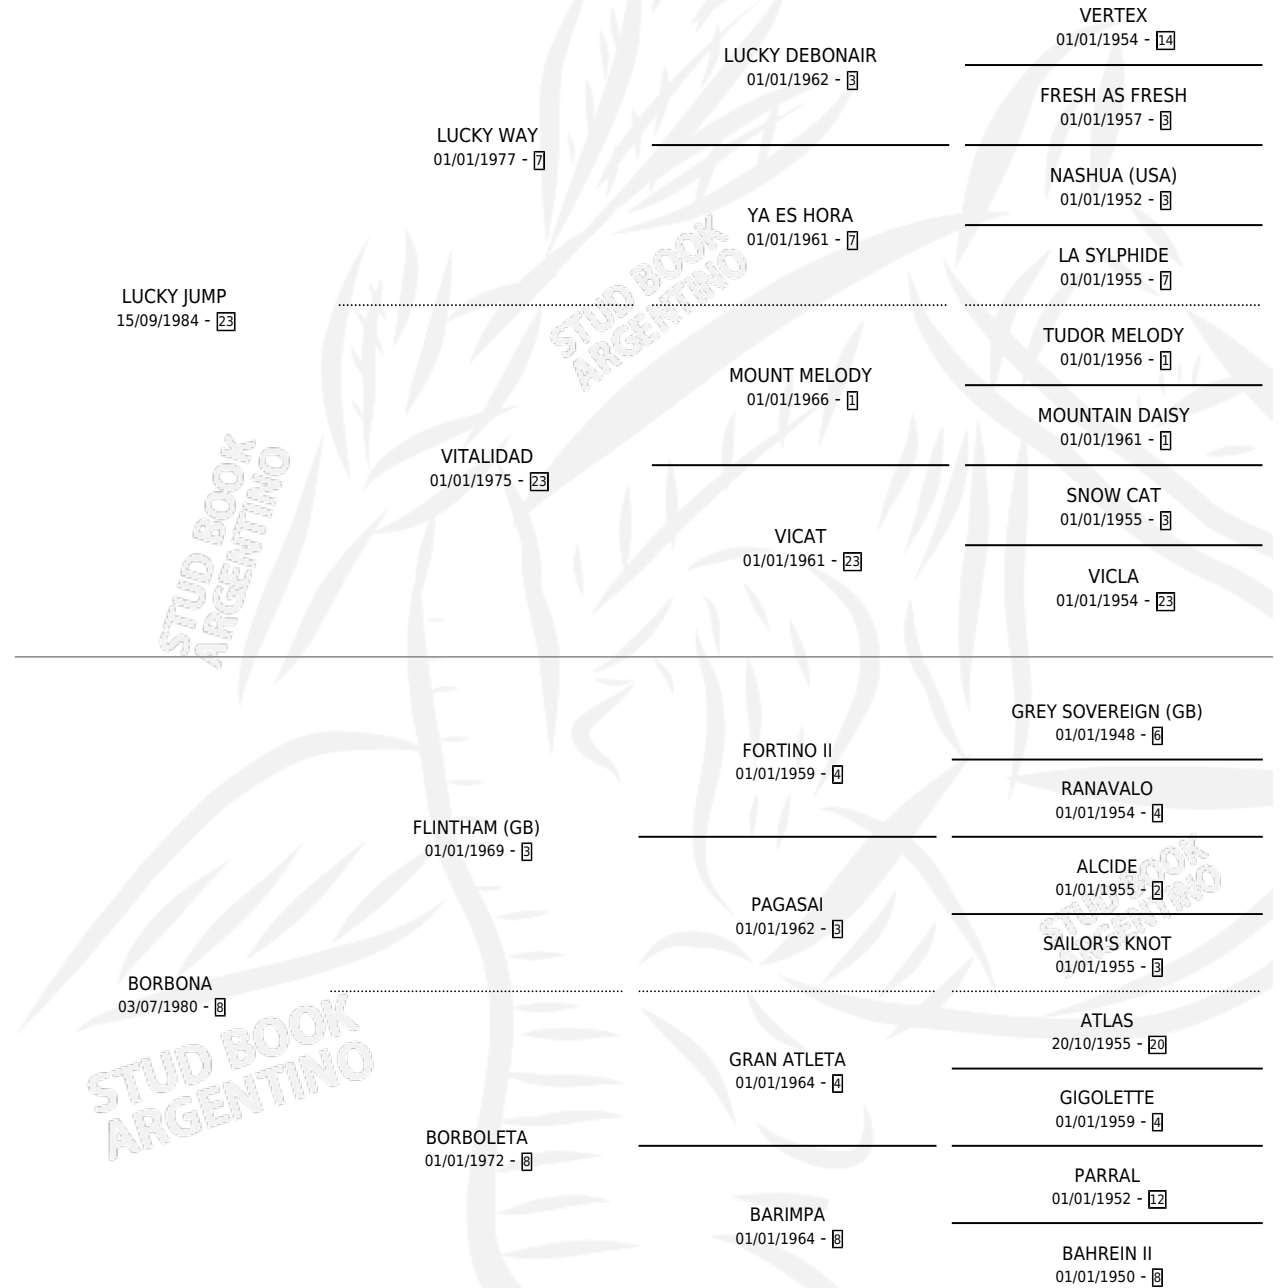 VERTEX
01/01/1954 - 14
LUCKY DEBONAIR
01/01/1962 - 3
FRESH AS FRESH
01/01/1957 - 3
LUCKY WAY
01/01/1977 - 7
NASHUA (USA)
01/01/1952 - 3
YA ES HORA
01/01/1961 - 7
LA SYLPHIDE
01/01/1955 - 7
LUCKY JUMP
15/09/1984 - 23
TUDOR MELODY
01/01/1956 - 1
MOUNT MELODY
01/01/1966 - 1
MOUNTAIN DAISY
01/01/1961 - 1
VITALIDAD
01/01/1975 - 23
SNOW CAT
01/01/1955 - 3
VICAT
01/01/1961 - 23
VICLA
01/01/1954 - 23
GREY SOVEREIGN (GB)
01/01/1948 - 6
FORTINO II
01/01/1959 - 4
RANAVALO
01/01/1954 - 4
FLINTHAM (GB)
01/01/1969 - 3
ALCIDE
01/01/1955 - 2
PAGASAI
01/01/1962 - 3
SAILOR'S KNOT
01/01/1955 - 3
BORBONA
03/07/1980 - 8
ATLAS
20/10/1955 - 20
GRAN ATLETA
01/01/1964 - 4
GIGOLETTE
01/01/1959 - 4
BORBOLETA
01/01/1972 - 8
PARRAL
01/01/1952 - 12
BARIMPA
01/01/1964 - 8
BAHREIN II
01/01/1950 - 8
STUD BOOK
ARGENTINO
STUD BOOK
ARGENTINO
STUD BOOK
ARGENTINO
STUD BOOK
ARGENTINO